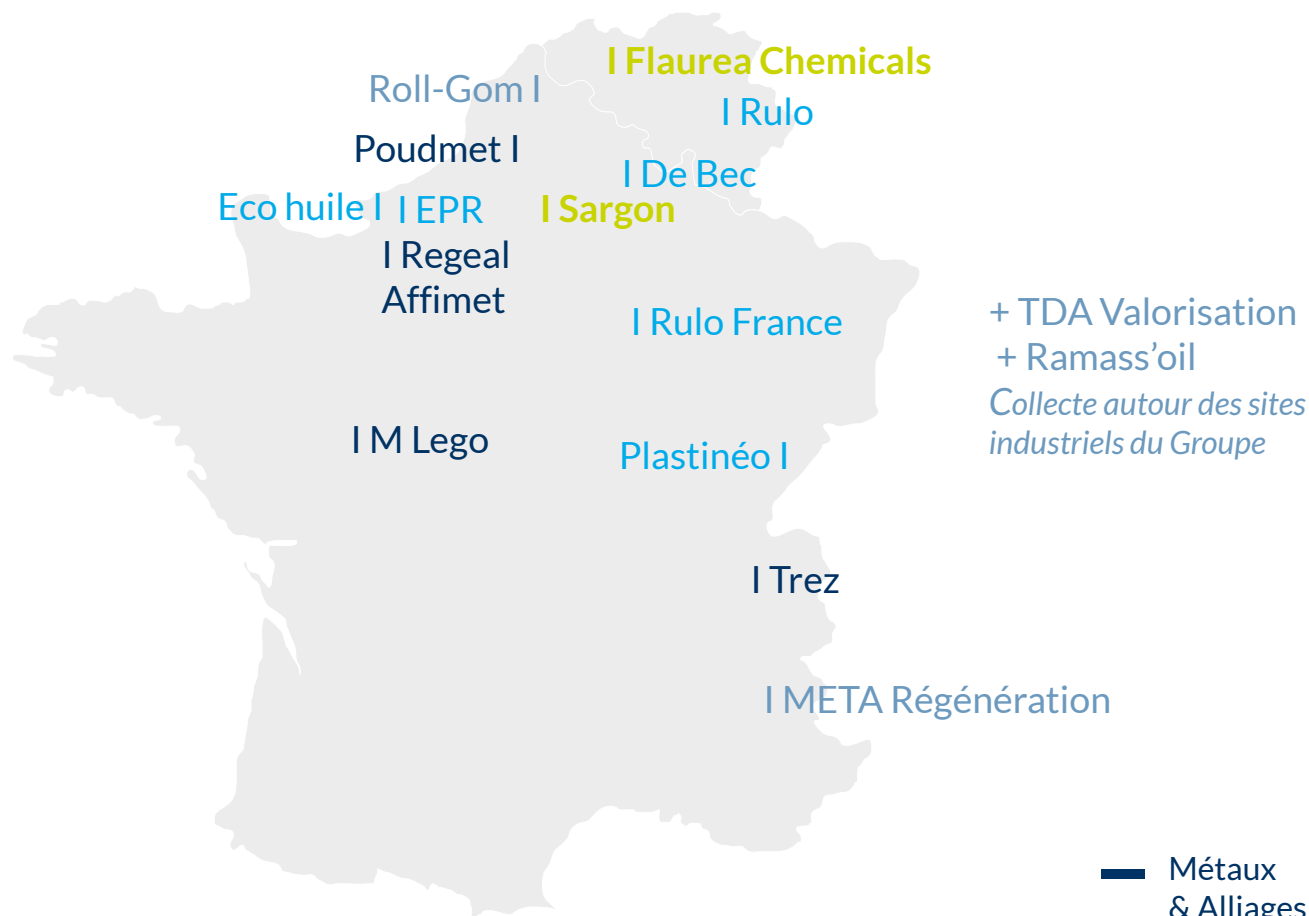 I Flaurea Chemicals
Roll-Gom I
I Rulo
Poudmet I
I De Bec
Eco huile I
I EPR
I Sargon
I Regeal
Affimet
+ TDA Valorisation
I Rulo France
+ Ramass’oil
Collecte autour des sites
industriels du Groupe
I M Lego
Plastinéo I
I Trez
I META Régénération
Métaux
& Alliages